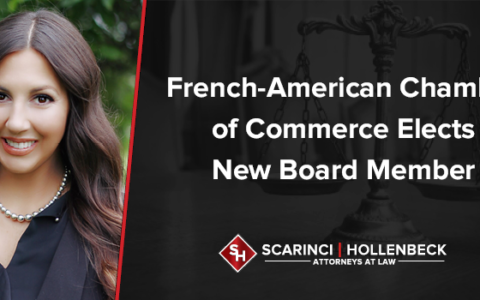 French-American Chamb
of Commerce Elects
New Board Member
SH
SCARINCI | HOLLENBECK
ATTORNEYS AT LAW